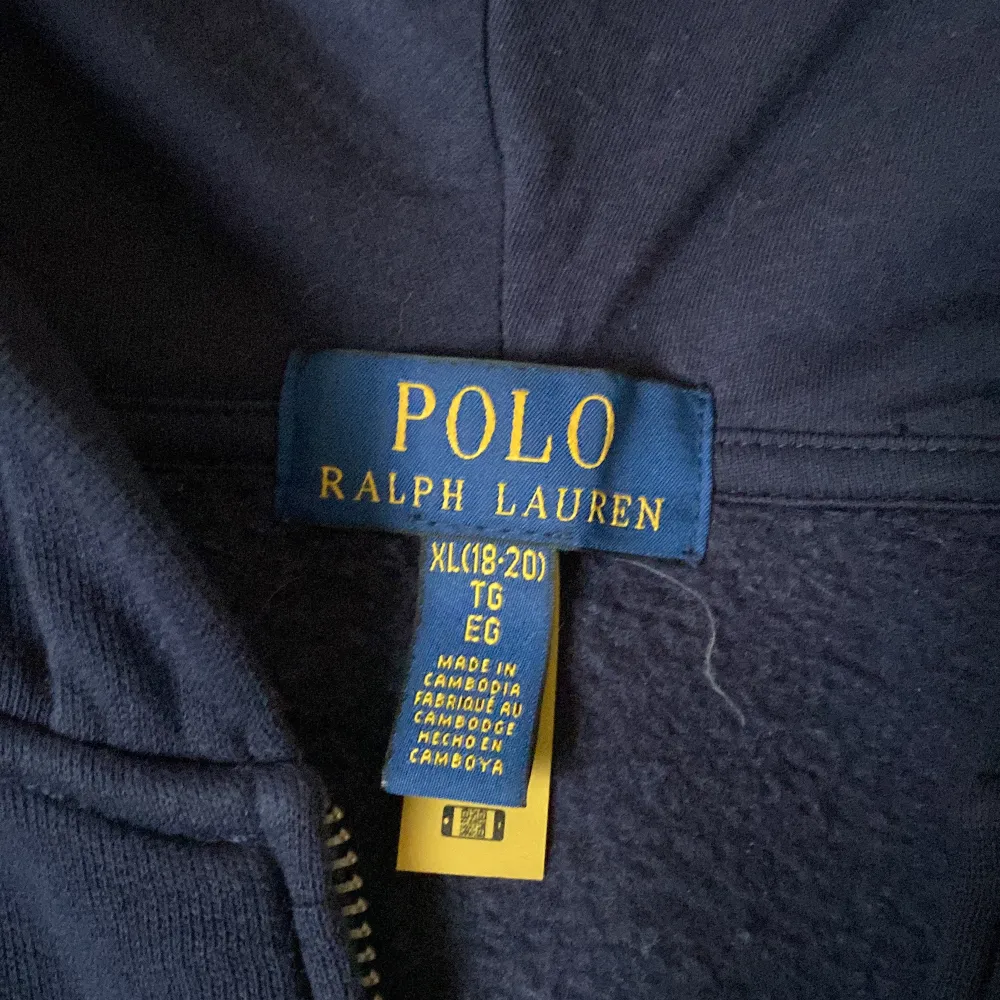 POLO
RALPH LAUREN
XL(18-20)
TG
EG
MADE IN
CAMBODIA
FABRIQUÉ AU
CAMBODGE
HECHO EN
CAMBOYA